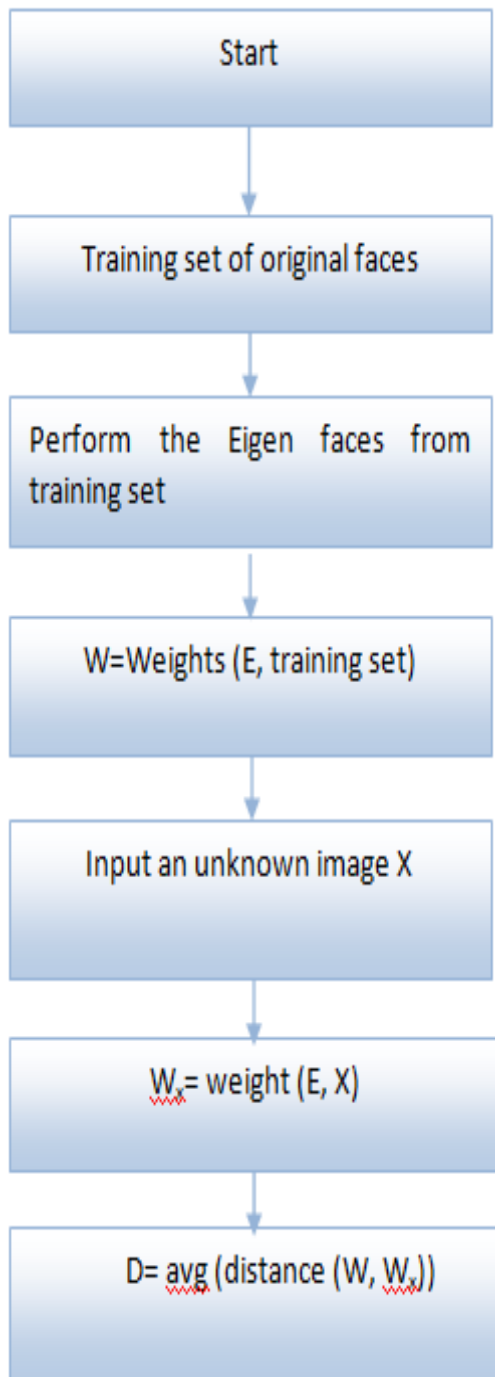 Start
Training set of original faces
Perform the Eigen faces from
training set
W=Weights (E, training set)
Input an unknown image X
Wₓ= weight (E, X)
D= avg (distance (W, Wₓ))